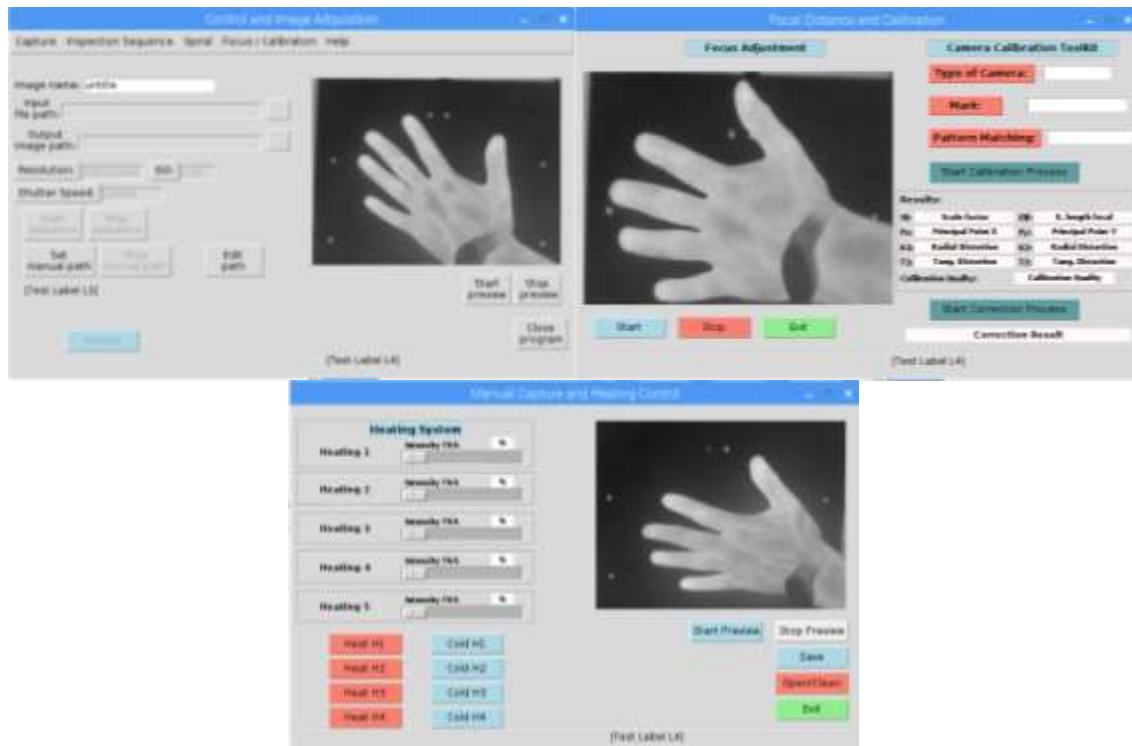 Control and Image Adquisition
Capture Inspection Sequence Spiral Focus / Calibration Help
Image name: untitle
Input
file path:
Output
image path:
Resolution: ISO:
Shutter Speed:
Set
manual path
Edit
path
[Test Label L3]
Start
preview
Stop
preview
Close
program
[Test Label L4]
Focal Distance and Calibration
Focus Adjustment
Camera Calibration Toolkit
Type of Camera:
Mark:
Pattern Matching:
Start Calibration Process
Results:
Scale factor
Principal Point X Principal Point Y
Radial Distortion Radial Distortion
Tang. Distortion Tang. Distortion
Calibration Quality: Calibration Quality
Start Correction Process
Correction Result
Start Stop Exit
[Test Label L4]
Manual Capture and Heating Control
Heating System
Heating 1 %
Heating 2 %
Heating 3 %
Heating 4 %
Heating 5 %
Heat H1 Cold H1
Heat H2 Cold H2
Heat H3 Cold H3
Heat H4 Cold H4
Start Preview Stop Preview
Save
Open/Clean
Exit
[Test Label L4]